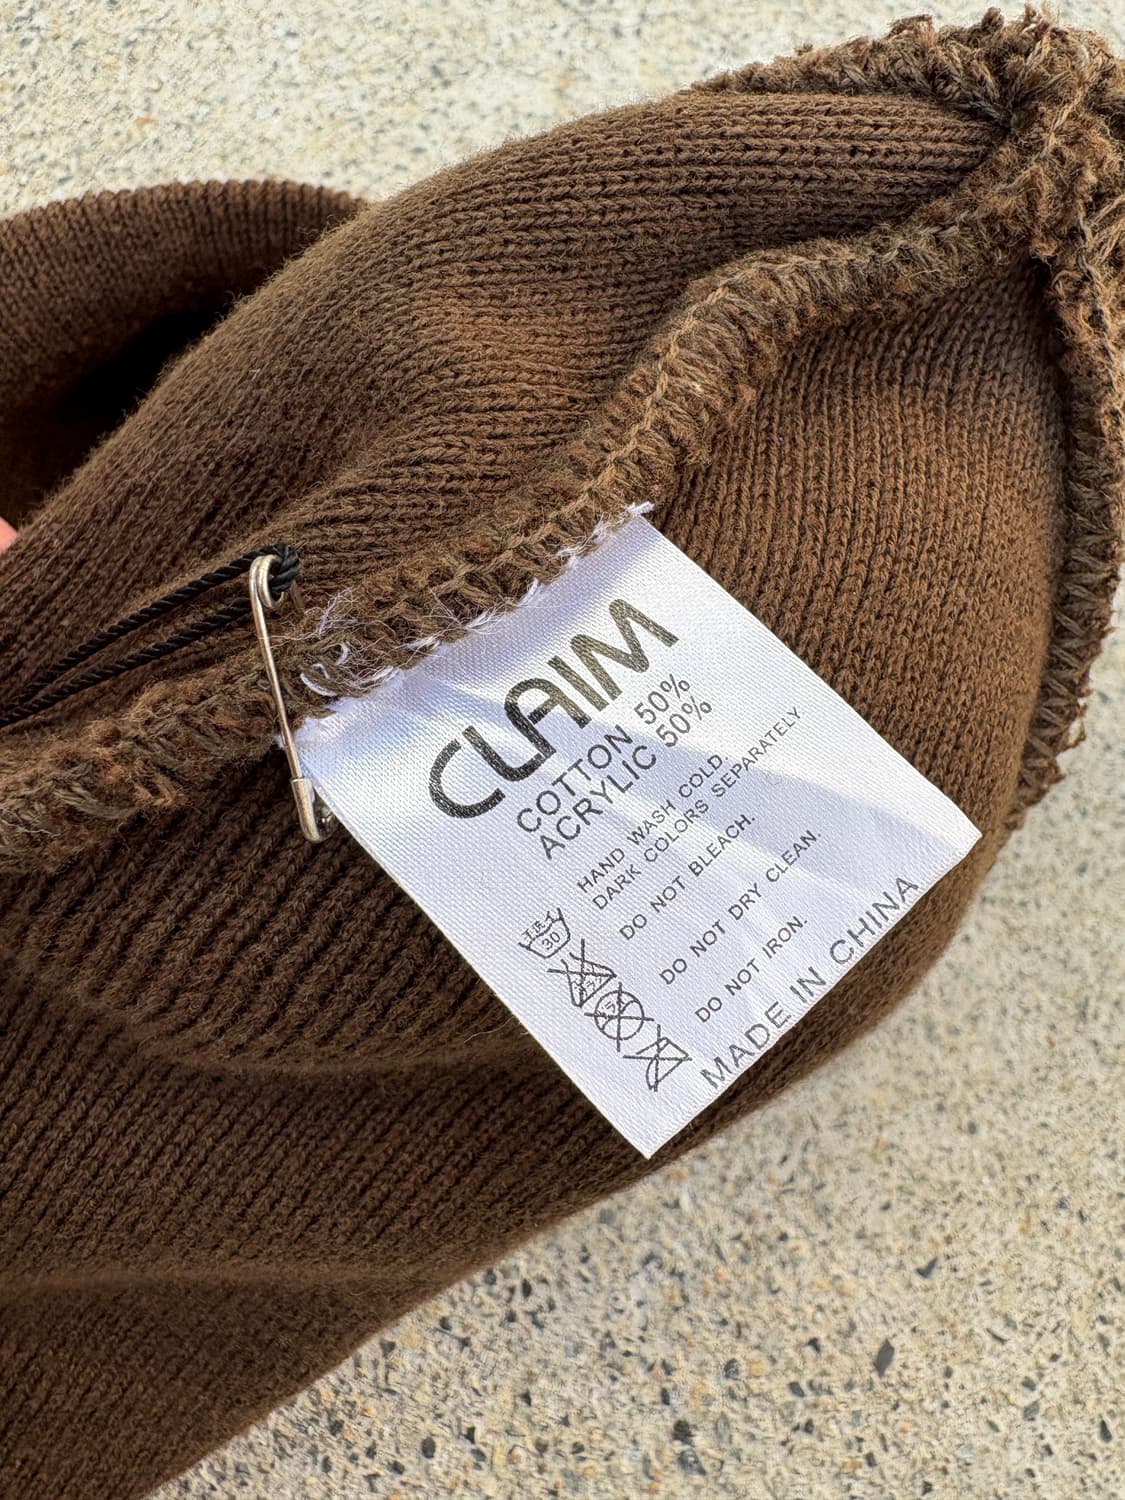 CLAIM
COTTON 50%
ACRYLIC 50%
HAND WASH COLD.
DARK COLORS SEPARATELY
DO NOT BLEACH.
DO NOT DRY CLEAN.
DO NOT IRON.
30
MADE IN CHINA